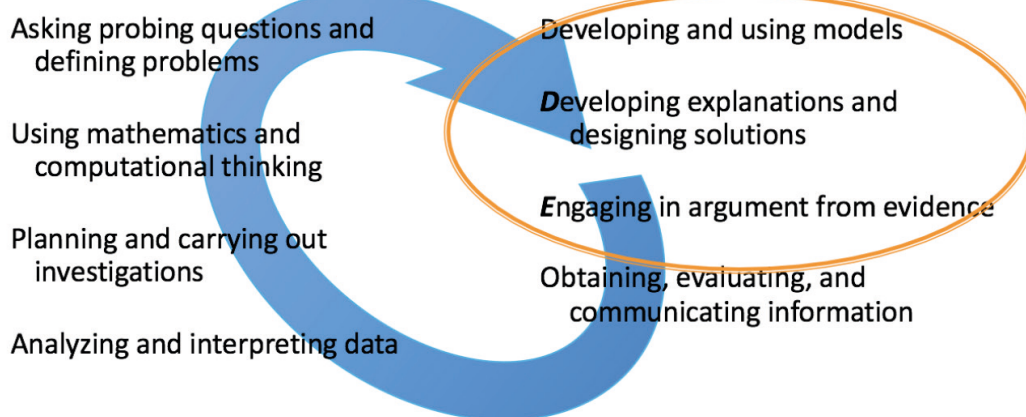 Asking probing questions and
defining problems
Using mathematics and
computational thinking
Planning and carrying out
investigations
Analyzing and interpreting data
Developing and using models
Developing explanations and
designing solutions
Engaging in argument from evidence
Obtaining, evaluating, and
communicating information